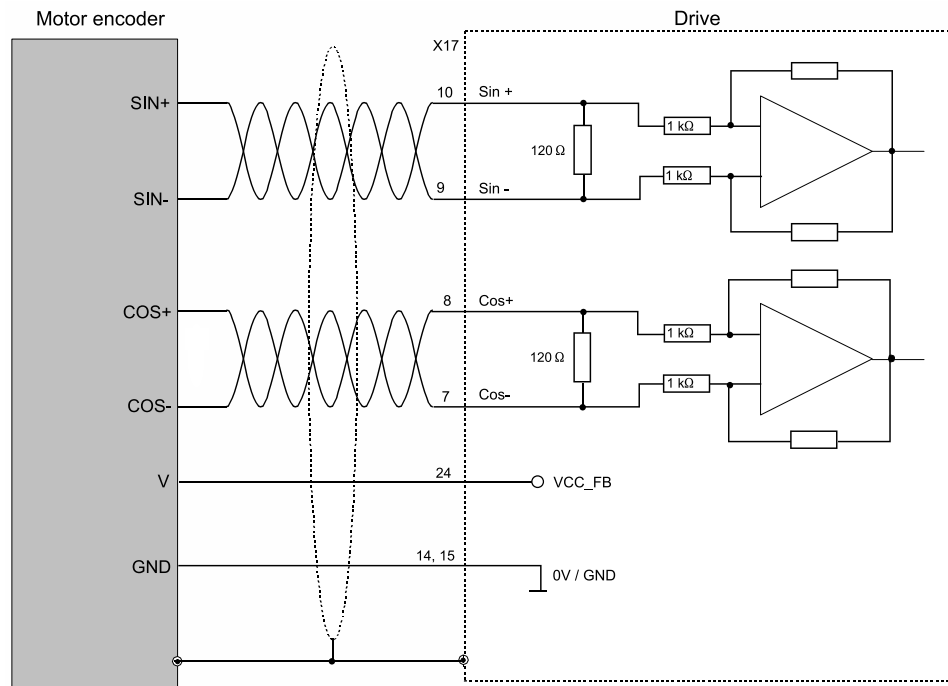 Motor encoder
Drive
X17
SIN+
10
Sin +
1 kΩ
120 Ω
1 kΩ
SIN-
9
Sin -
COS+
8
Cos+
1 kΩ
120 Ω
1 kΩ
COS-
7
Cos-
V
24
VCC_FB
GND
14, 15
0V / GND